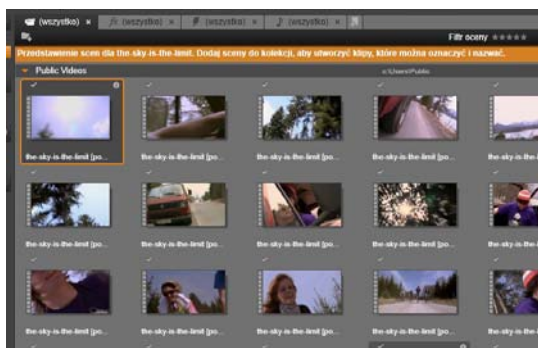 (wszystko) × fx (wszystko) × (wszystko) × (wszystko) ×
Filtr oceny
Przedstawienie scen dla the-sky-is-the-limit. Dodaj sceny do kolekcji, aby utworzyć klipy, które można oznaczyć i nazwać.
Public Videos c:\Users\Public
the-sky-is-the-limit [po... the-sky-is-the-limit [po... the-sky-is-the-limit [po... the-sky-is-the-limit [po... the-sky-is-the-limit [po...
the-sky-is-the-limit [po... the-sky-is-the-limit [po... the-sky-is-the-limit [po... the-sky-is-the-limit [po... the-sky-is-the-limit [po...
the-sky-is-the-limit [po... the-sky-is-the-limit [po... the-sky-is-the-limit [po... the-sky-is-the-limit [po... the-sky-is-the-limit [po...